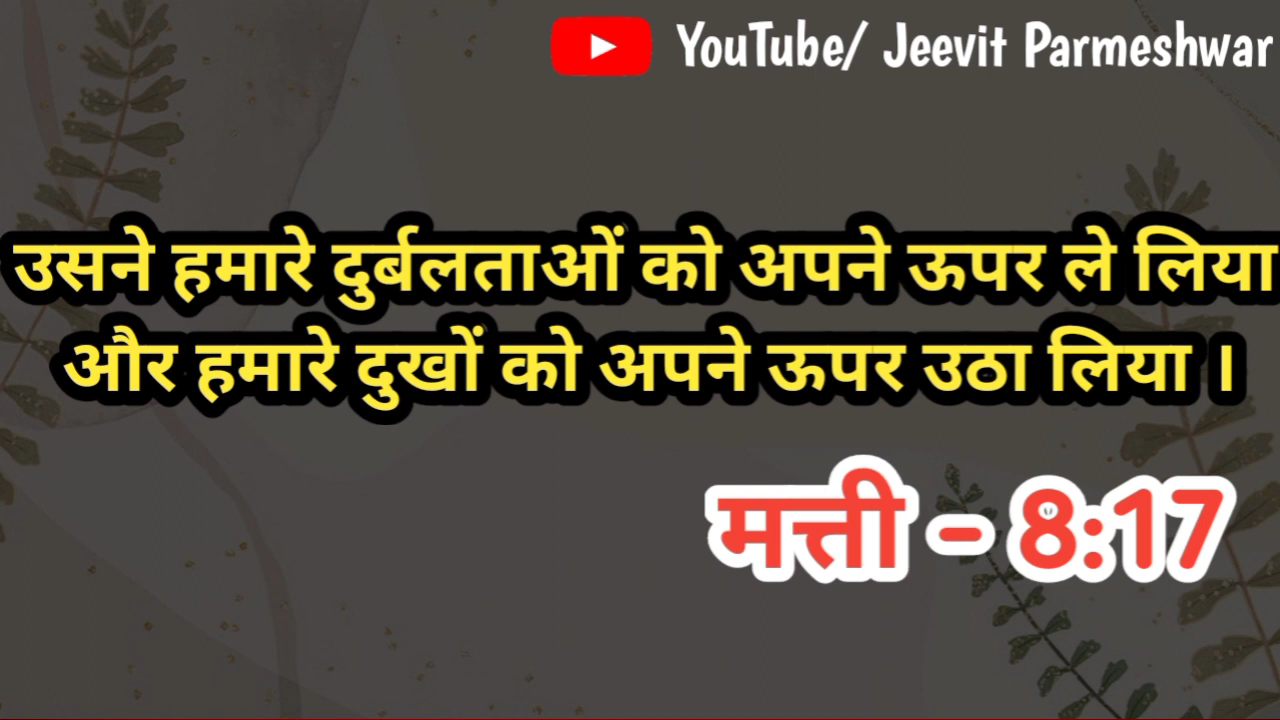 YouTube/ Jeevit Parmeshwar
उसने हमारे दुर्बलताओं को अपने ऊपर ले लिया
और हमारे दुखों को अपने ऊपर उठा लिया ।
मत्ती - 8:17